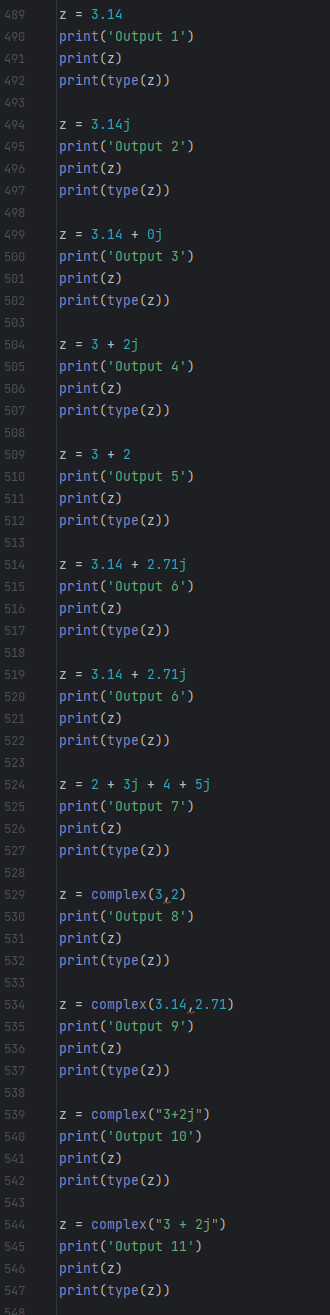 489 z = 3.14
490 print('Output 1')
491 print(z)
492 print(type(z))
493
494 z = 3.14j
495 print('Output 2')
496 print(z)
497 print(type(z))
498
499 z = 3.14 + 0j
500 print('Output 3')
501 print(z)
502 print(type(z))
503
504 z = 3 + 2j
505 print('Output 4')
506 print(z)
507 print(type(z))
508
509 z = 3 + 2
510 print('Output 5')
511 print(z)
512 print(type(z))
513
514 z = 3.14 + 2.71j
515 print('Output 6')
516 print(z)
517 print(type(z))
518
519 z = 3.14 + 2.71j
520 print('Output 6')
521 print(z)
522 print(type(z))
523
524 z = 2 + 3j + 4 + 5j
525 print('Output 7')
526 print(z)
527 print(type(z))
528
529 z = complex(3,2)
530 print('Output 8')
531 print(z)
532 print(type(z))
533
534 z = complex(3.14,2.71)
535 print('Output 9')
536 print(z)
537 print(type(z))
538
539 z = complex("3+2j")
540 print('Output 10')
541 print(z)
542 print(type(z))
543
544 z = complex("3 + 2j")
545 print('Output 11')
546 print(z)
547 print(type(z))
548